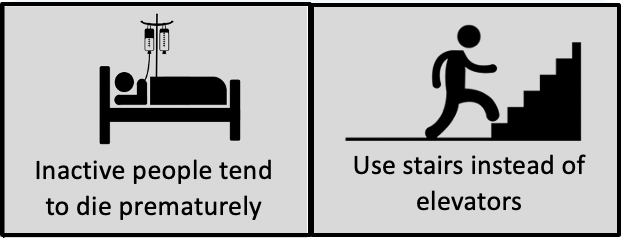 Inactive people tend
to die prematurely
Use stairs instead of
elevators